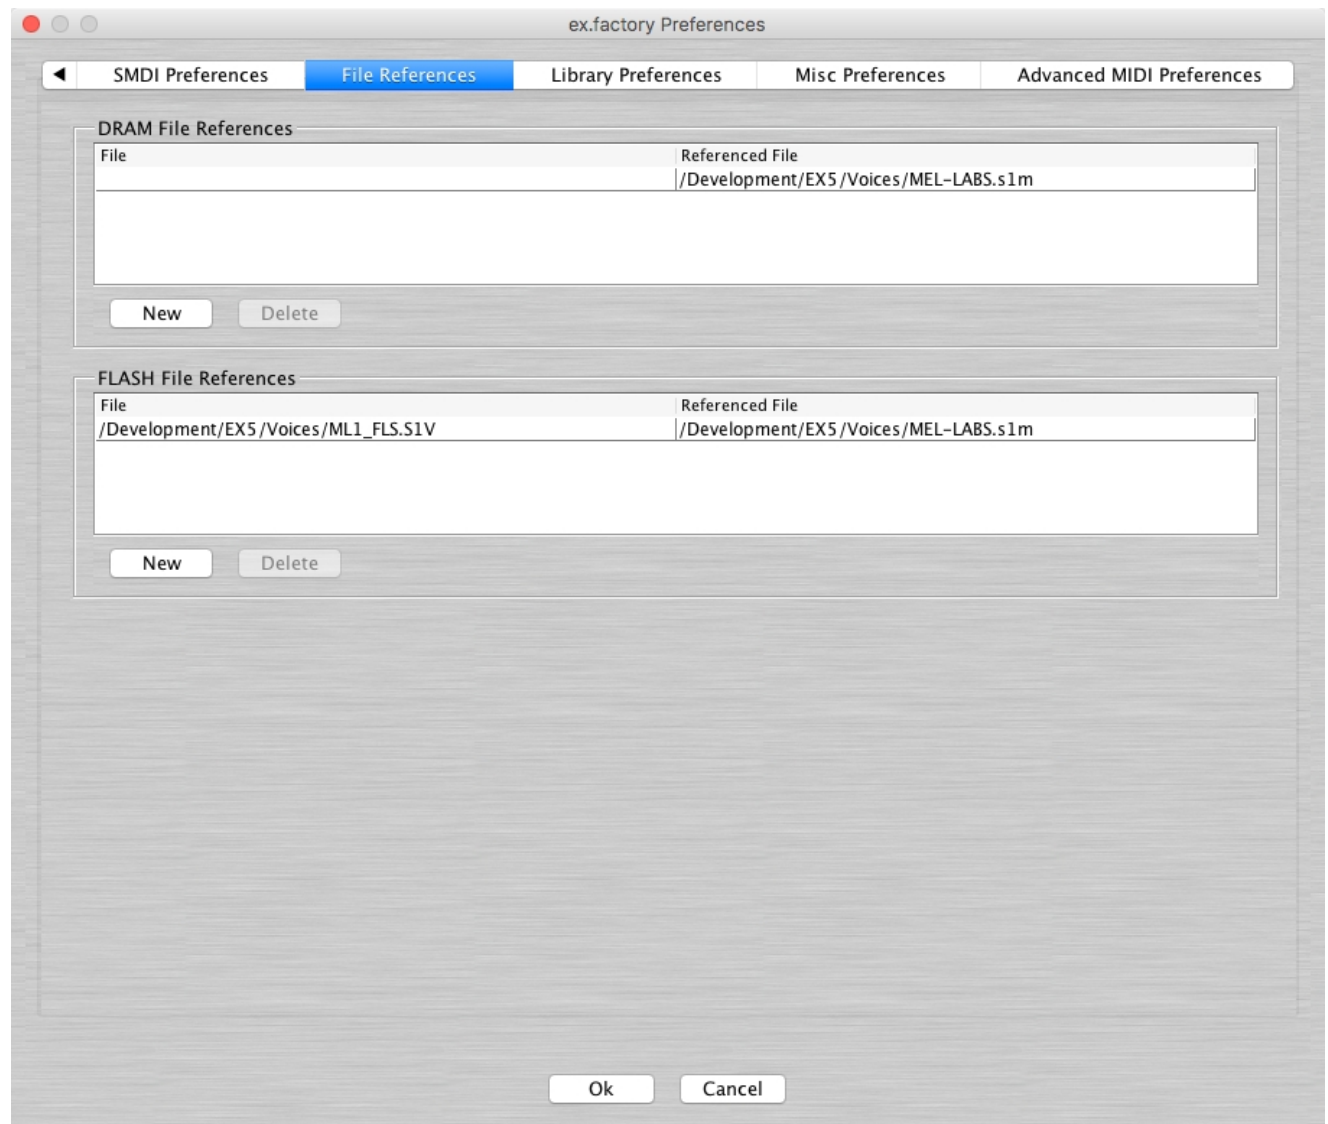 ex.factory Preferences
SMDI Preferences File References Library Preferences Misc Preferences Advanced MIDI Preferences
DRAM File References
File Referenced File
/Development/EX5/Voices/MEL-LABS.s1m
New Delete
FLASH File References
File Referenced File
/Development/EX5/Voices/ML1_FLS.S1V /Development/EX5/Voices/MEL-LABS.s1m
New Delete
Ok Cancel